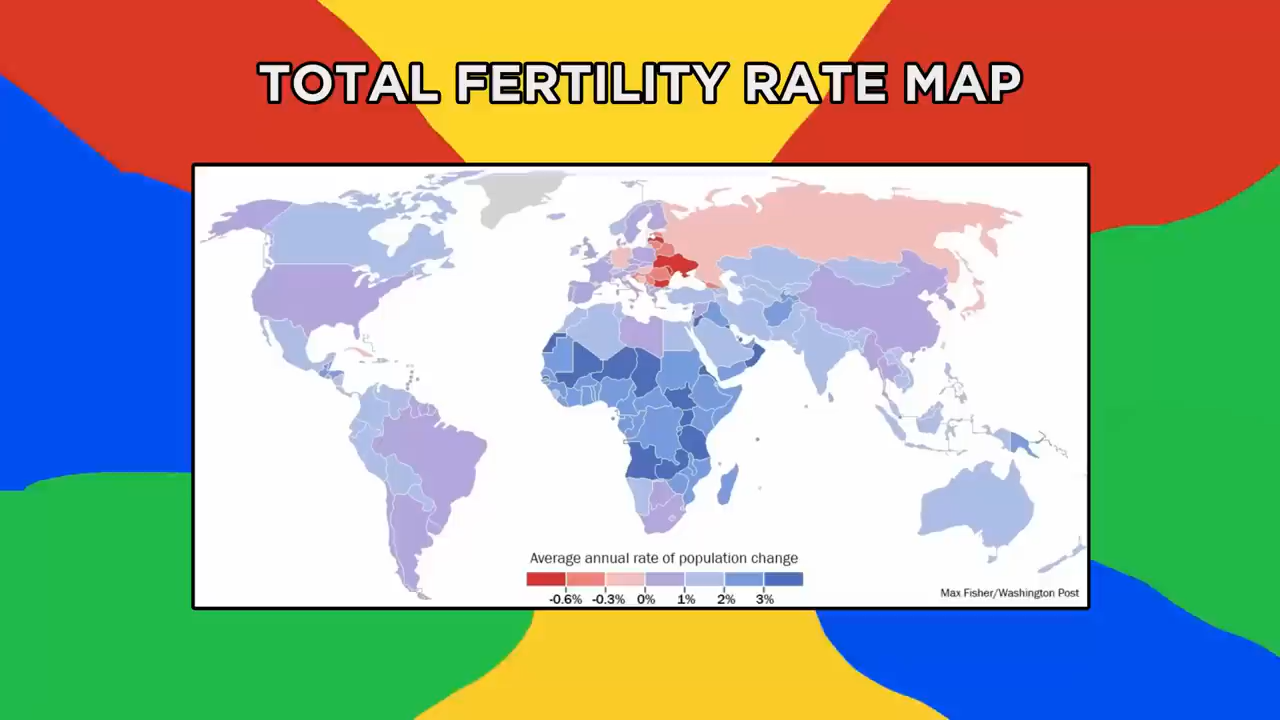 TOTAL FERTILITY RATE MAP
Average annual rate of population change
-0.6% -0.3% 0% 1% 2% 3%
Max Fisher/Washington Post